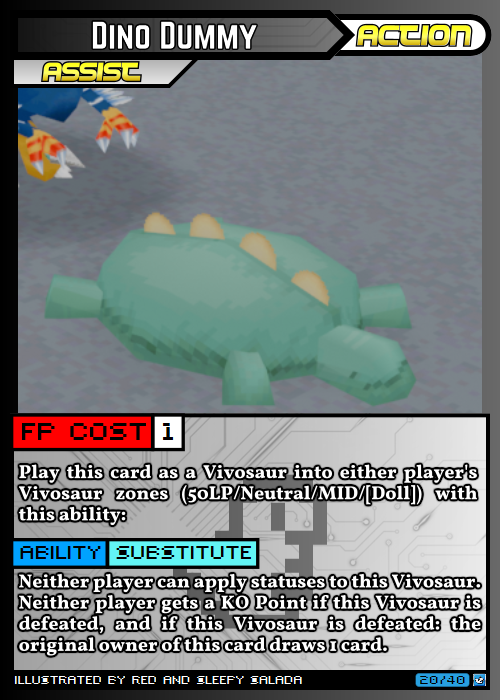 DINO DUMMY
ACTION
ASSIST
FP COST 1
Play this card as a Vivosaur into either player's
Vivosaur zones (50LP/Neutral/MID/[Doll]) with
this ability:
ABILITY SUBSTITUTE
Neither player can apply statuses to this Vivosaur.
Neither player gets a KO Point if this Vivosaur is
defeated, and if this Vivosaur is defeated: the
original owner of this card draws 1 card.
ILLUSTRATED BY RED AND SLEEPY SALADA
20/40